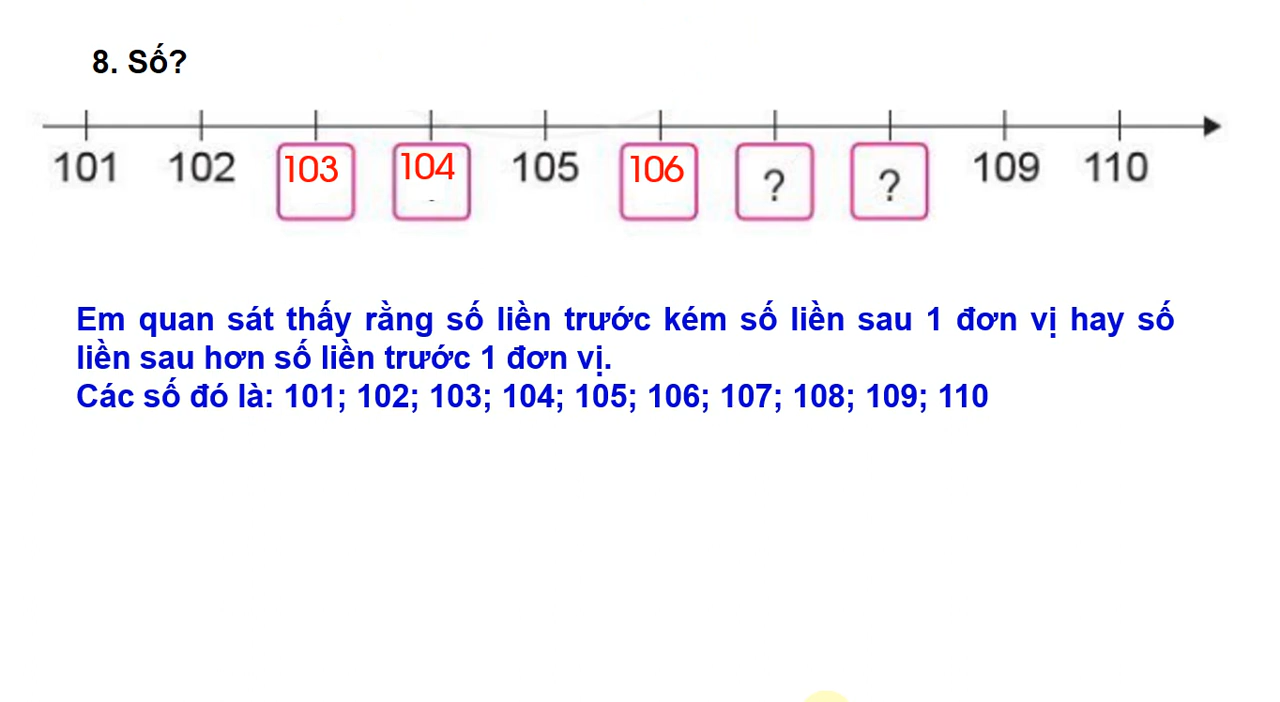 8. Số?
101 102 103 104 105 106 ? ? 109 110
Em quan sát thấy rằng số liền trước kém số liền sau 1 đơn vị hay số
liền sau hơn số liền trước 1 đơn vị.
Các số đó là: 101; 102; 103; 104; 105; 106; 107; 108; 109; 110